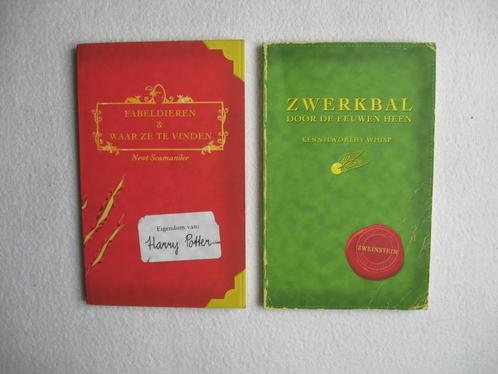 FABELDIEREN
&
WAAR ZE TE VINDEN
Newt Scamander
Eigendom van:
Harry Potter
ZWERKBAL
DOOR DE EEUWEN HEEN
KENNILWORTHY WHISP
ZWEINSTEIN